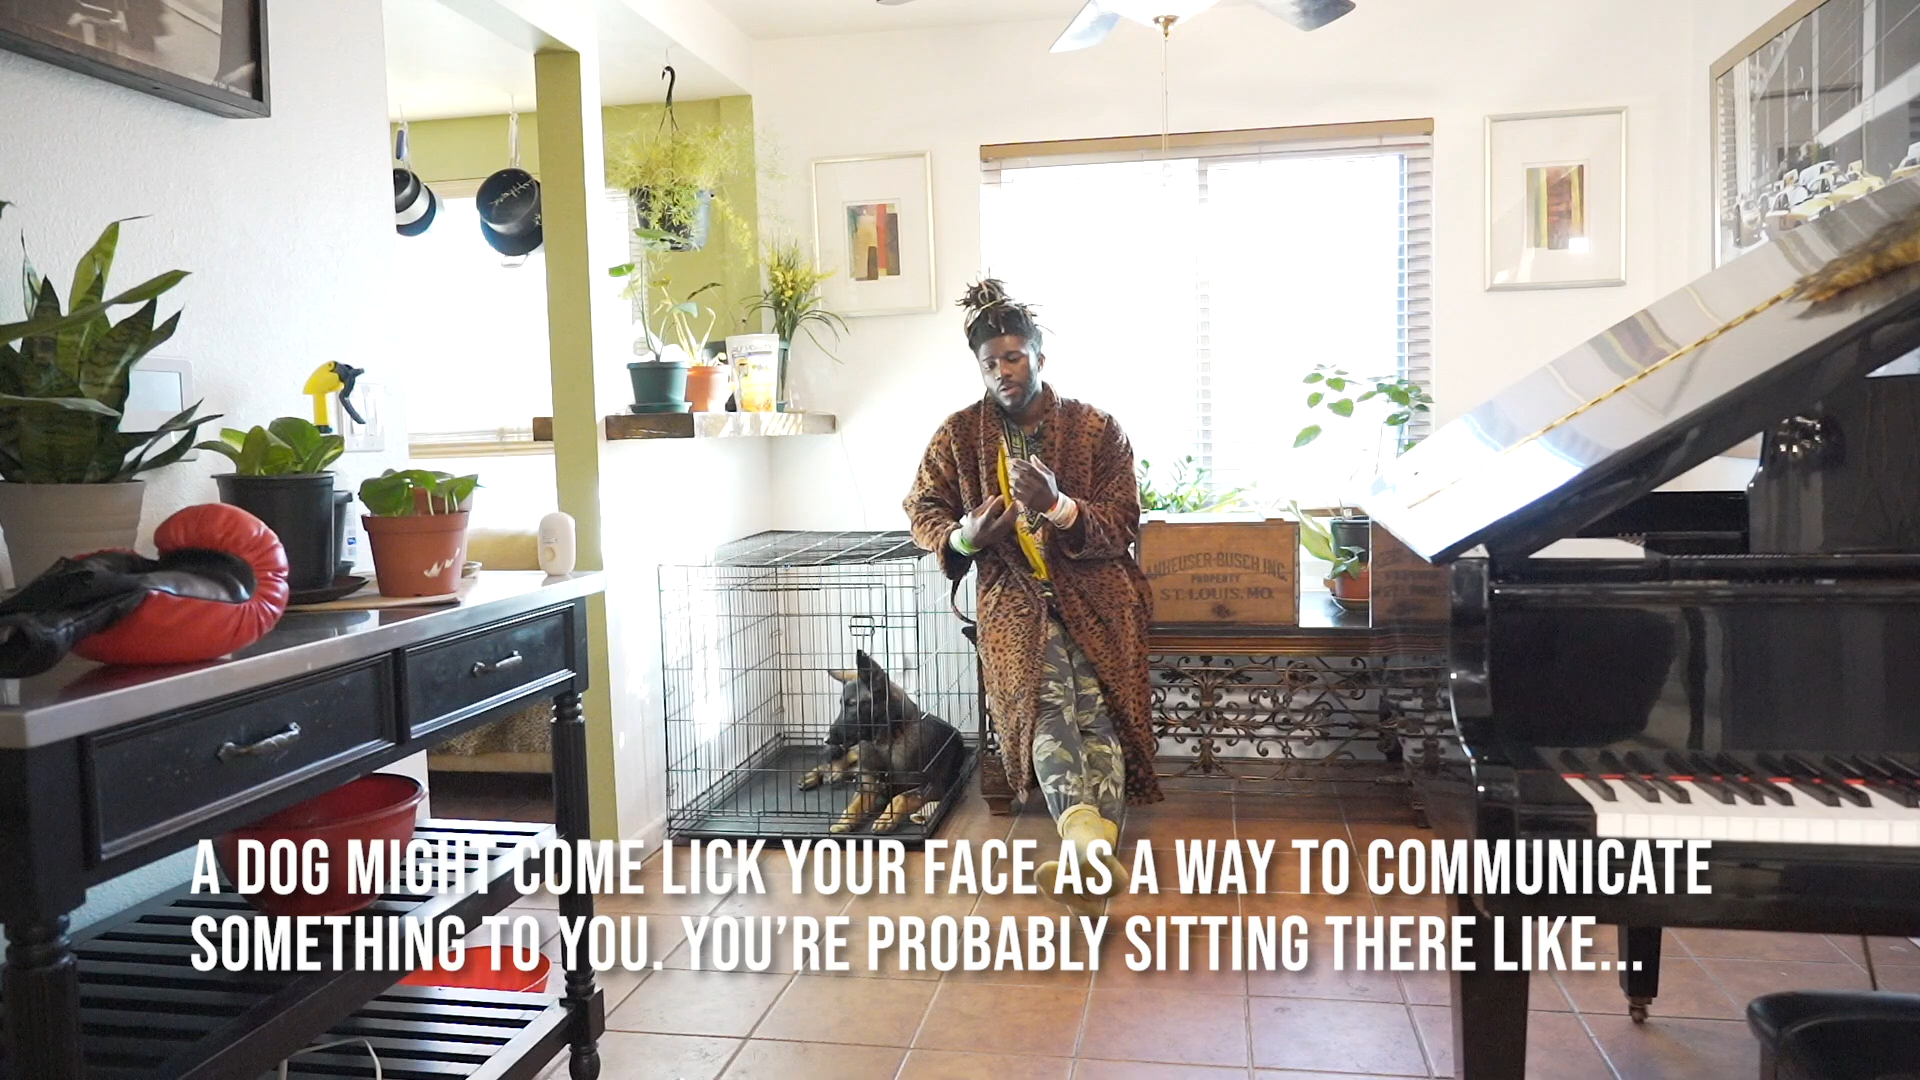 ANHEUSER-BUSCH INC.
PROPERTY
ST. LOUIS, MO.
A DOG MIGHT COME LICK YOUR FACE AS A WAY TO COMMUNICATE
SOMETHING TO YOU. YOU’RE PROBABLY SITTING THERE LIKE...